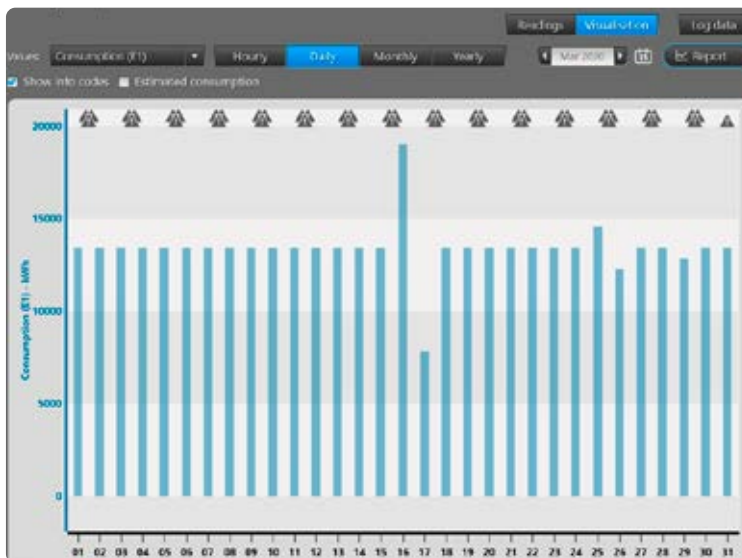 Readings Visualisation Log data
Values: Consumption (E1) Hourly Daily Monthly Yearly Mar 2020 31 Report
Show info codes Estimated consumption
20000
15000
10000
5000
0
Consumption (E1) - kWh
01 02 03 04 05 06 07 08 09 10 11 12 13 14 15 16 17 18 19 20 21 22 23 24 25 26 27 28 29 30 31